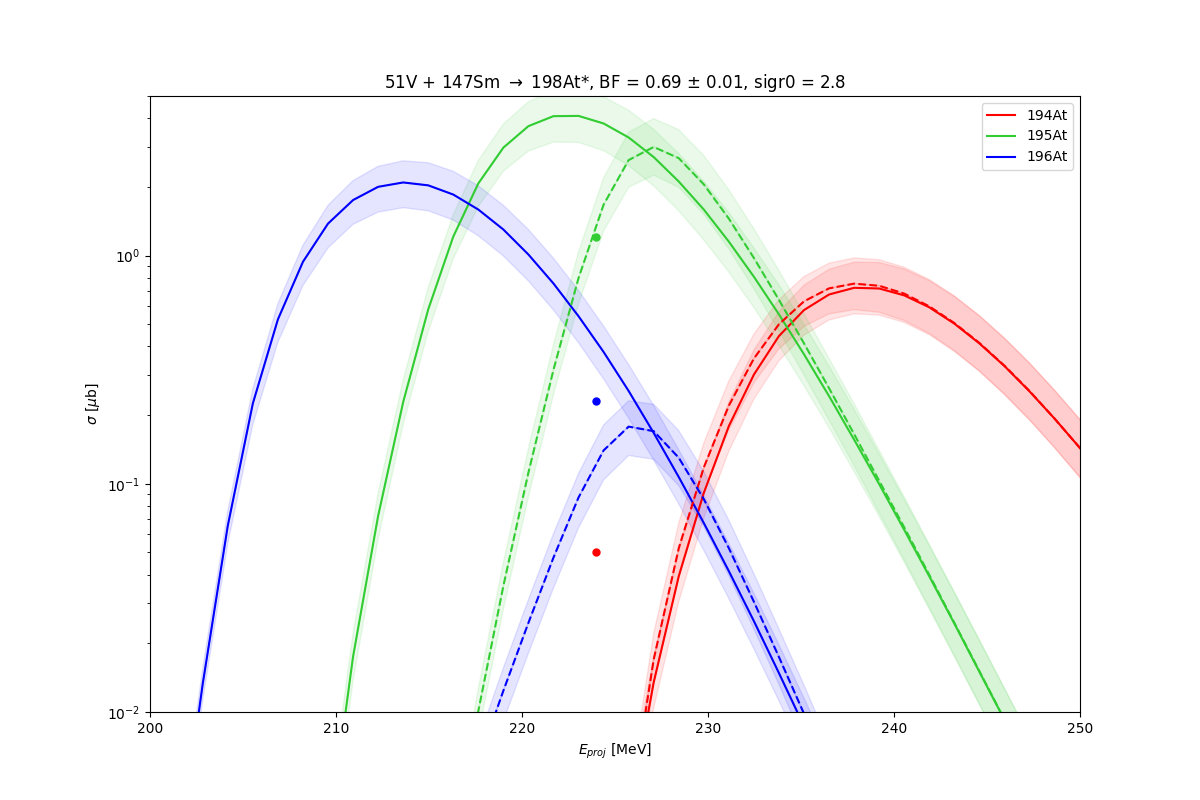 51V + 147Sm → 198At*, BF = 0.69 ± 0.01, sigr0 = 2.8
194At
195At
196At
σ [μb]
10⁰
10⁻¹
10⁻²
200
210
220
230
240
250
E_proj [MeV]